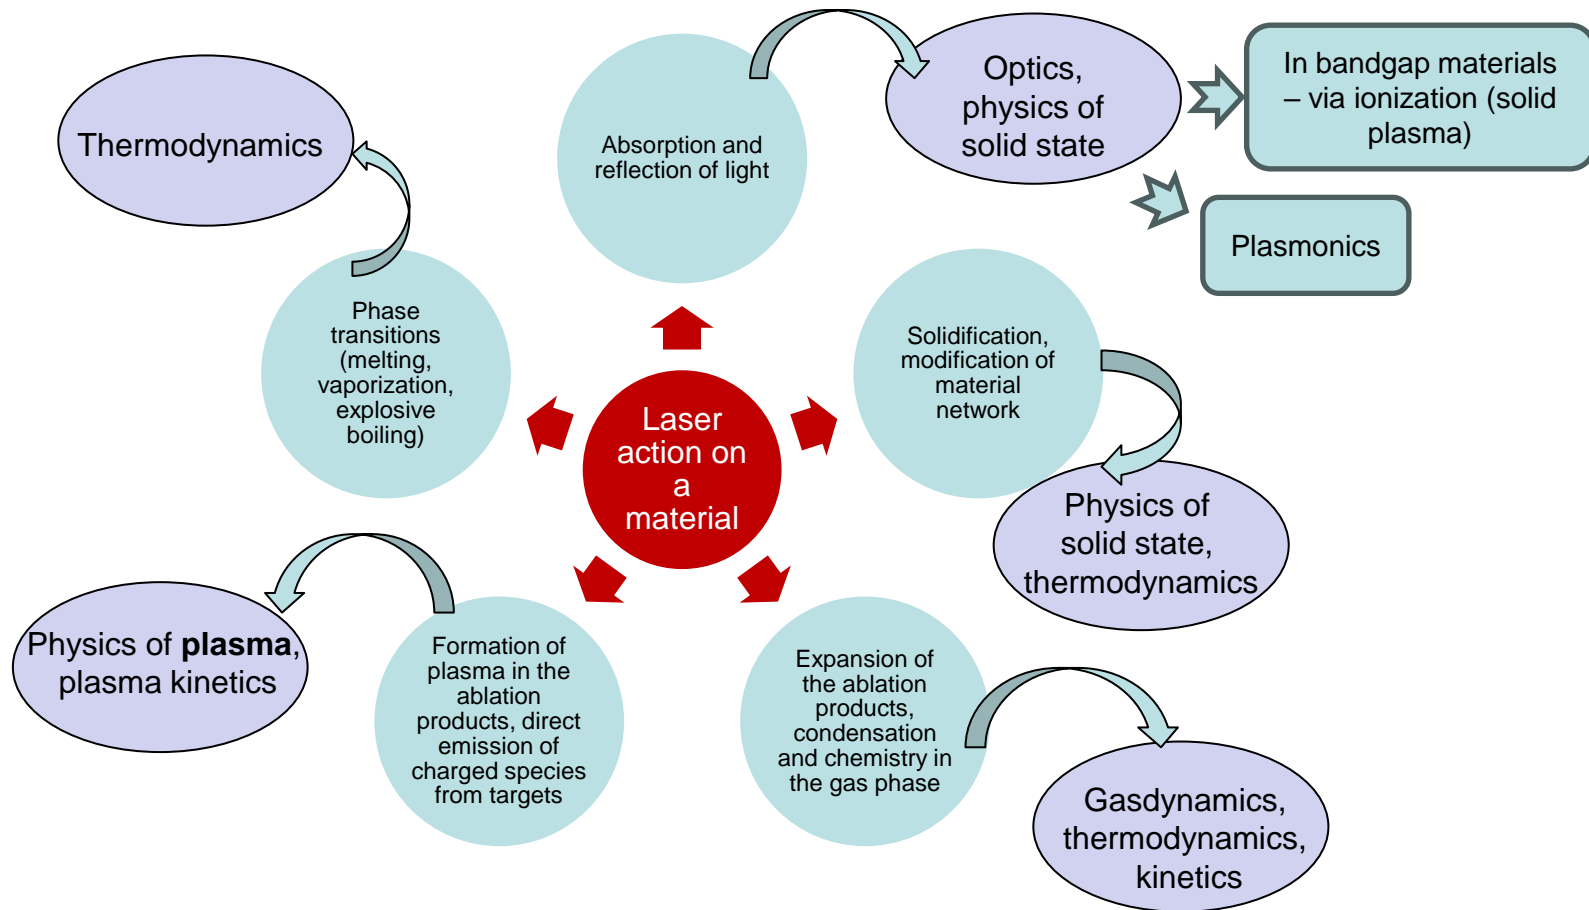 Thermodynamics
Absorption and
reflection of light
Optics,
physics of
solid state
In bandgap materials
– via ionization (solid
plasma)
Plasmonics
Phase
transitions
(melting,
vaporization,
explosive
boiling)
Solidification,
modification of
material
network
Laser
action on
a
material
Physics of
solid state,
thermodynamics
Physics of plasma,
plasma kinetics
Formation of
plasma in the
ablation
products, direct
emission of
charged species
from targets
Expansion of
the ablation
products,
condensation
and chemistry in
the gas phase
Gasdynamics,
thermodynamics,
kinetics